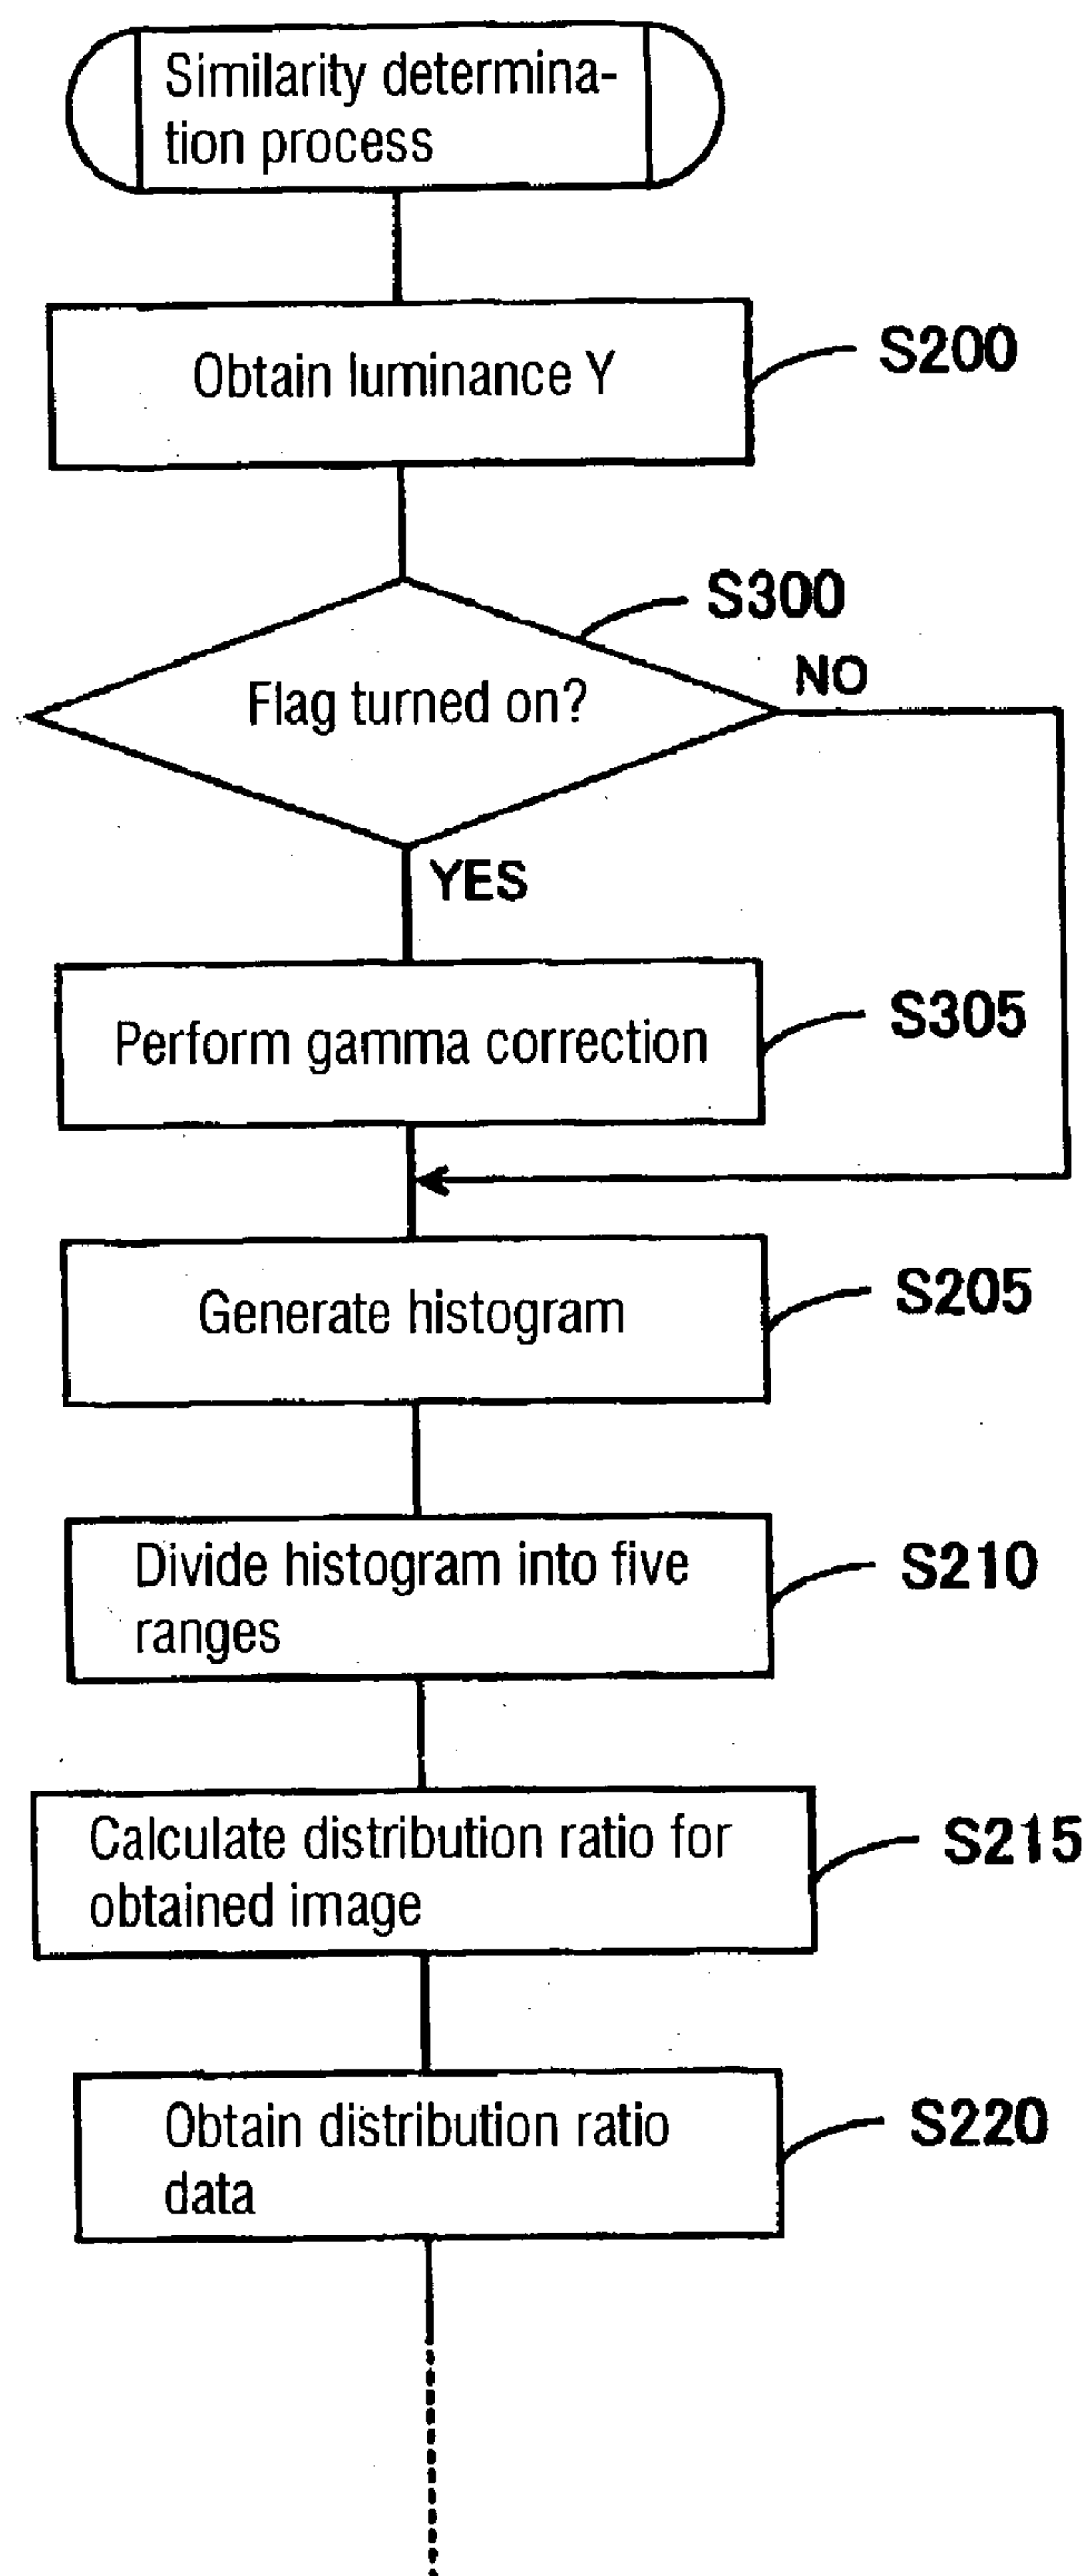 Similarity determina-
tion process
Obtain luminance Y
S200
S300
Flag turned on?
NO
YES
Perform gamma correction
S305
Generate histogram
S205
Divide histogram into five
ranges
S210
Calculate distribution ratio for
obtained image
S215
Obtain distribution ratio
data
S220